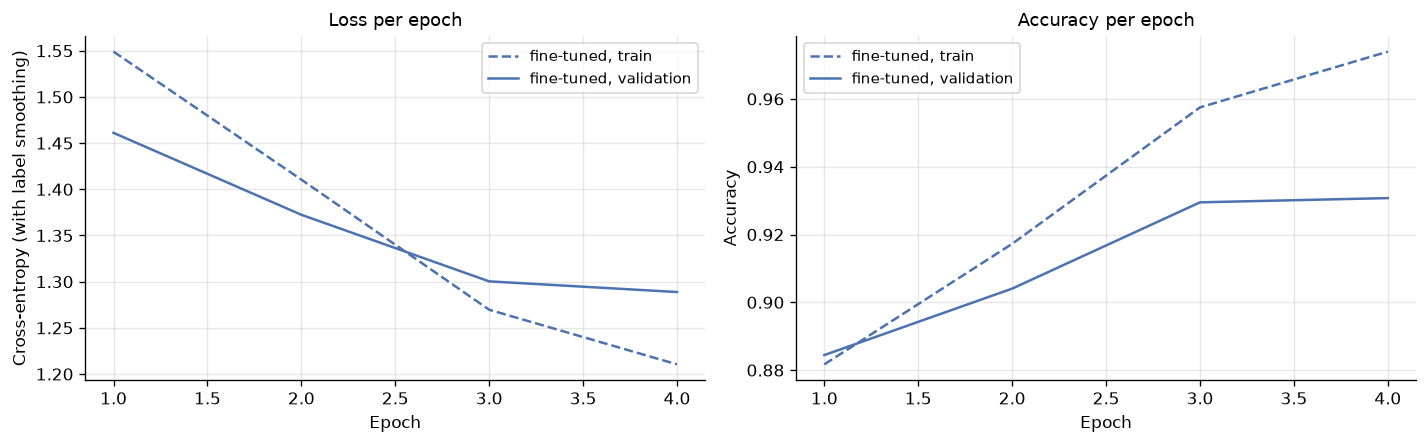 Loss per epoch
Cross-entropy (with label smoothing)
1.55
1.50
1.45
1.40
1.35
1.30
1.25
1.20
fine-tuned, train
fine-tuned, validation
1.0 1.5 2.0 2.5 3.0 3.5 4.0
Epoch
Accuracy per epoch
Accuracy
0.96
0.94
0.92
0.90
0.88
fine-tuned, train
fine-tuned, validation
1.0 1.5 2.0 2.5 3.0 3.5 4.0
Epoch